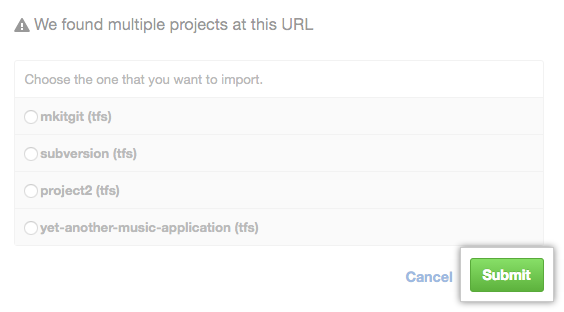 We found multiple projects at this URL
Choose the one that you want to import.
mkitgit (tfs)
subversion (tfs)
project2 (tfs)
yet-another-music-application (tfs)
Cancel Submit